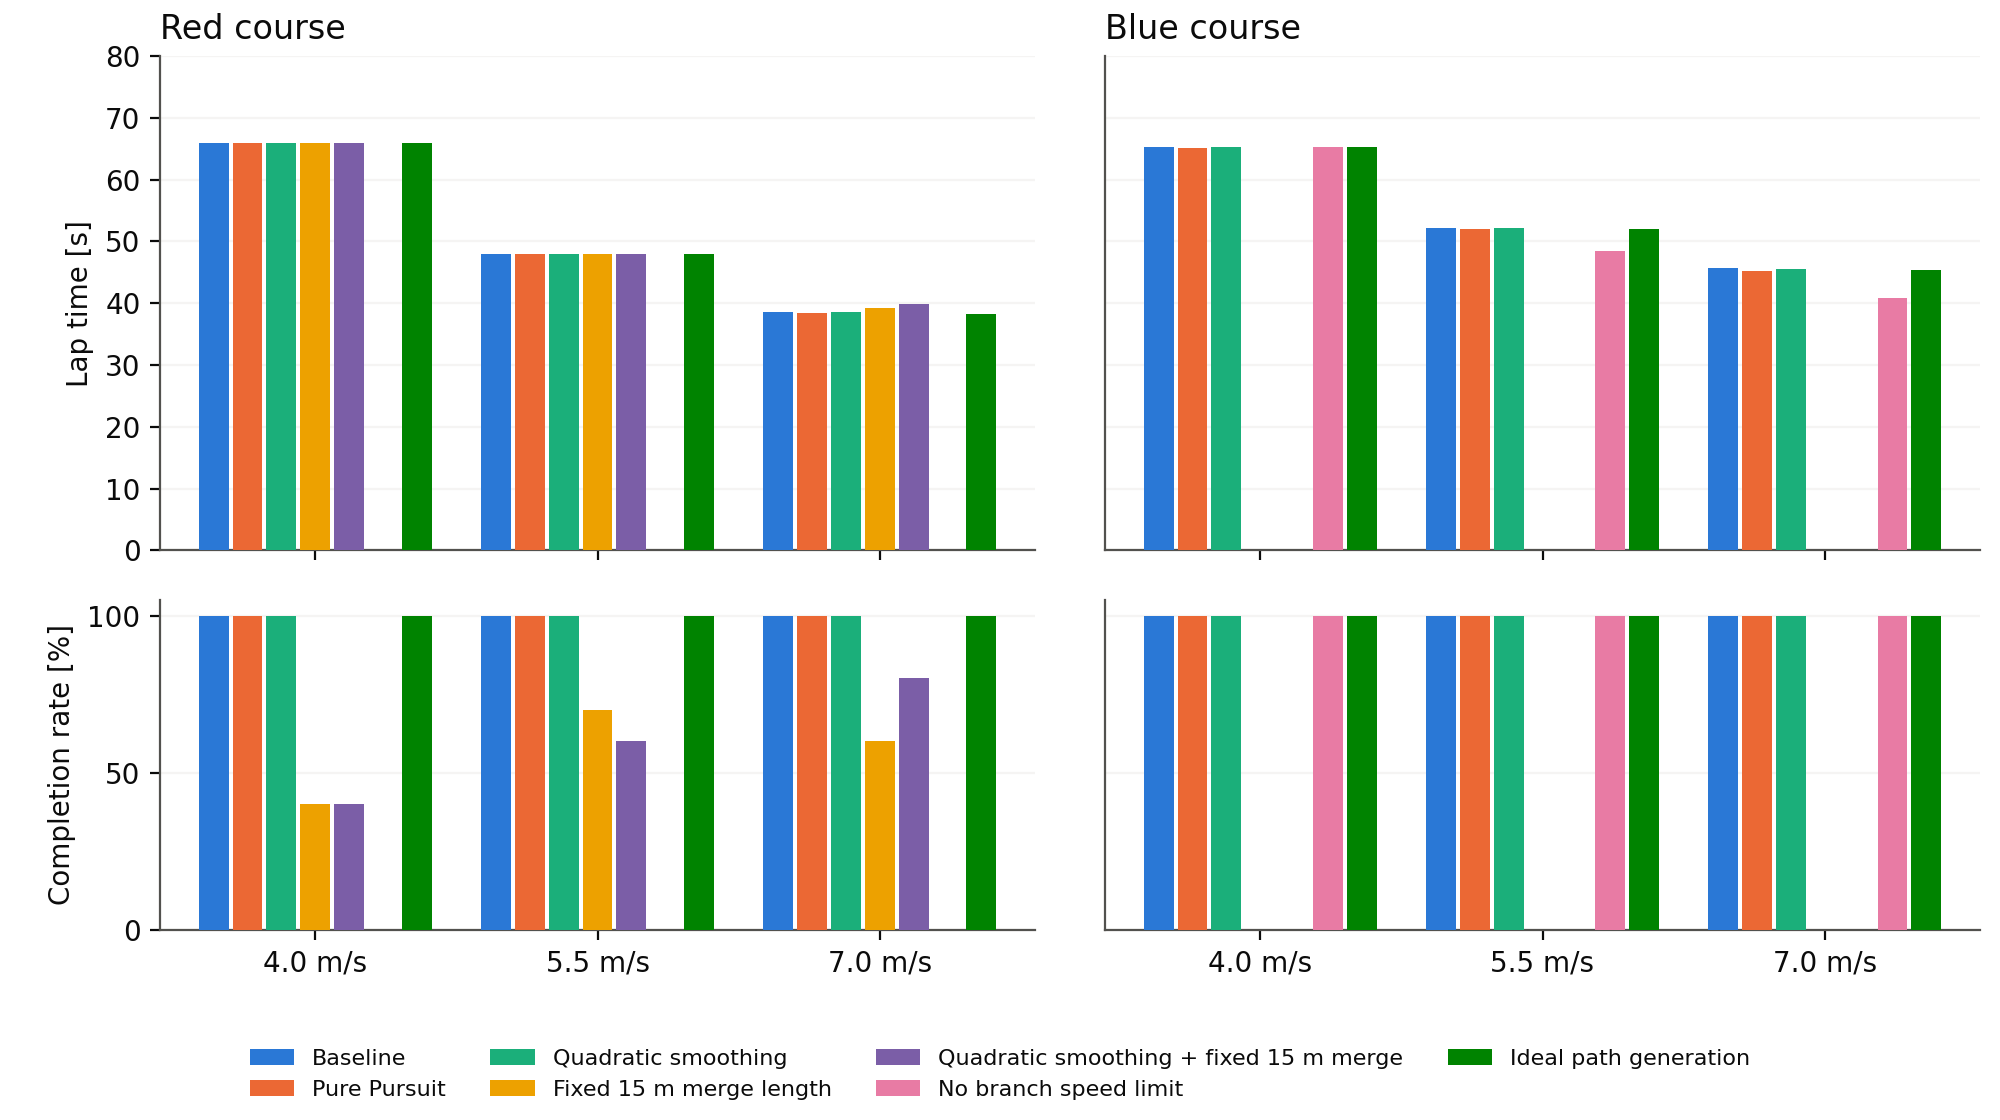 Red course
Blue course
80
70
60
50
40
30
20
10
0
Lap time [s]
100
50
0
Completion rate [%]
4.0 m/s
5.5 m/s
7.0 m/s
4.0 m/s
5.5 m/s
7.0 m/s
Baseline
Pure Pursuit
Quadratic smoothing
Fixed 15 m merge length
Quadratic smoothing + fixed 15 m merge
No branch speed limit
Ideal path generation